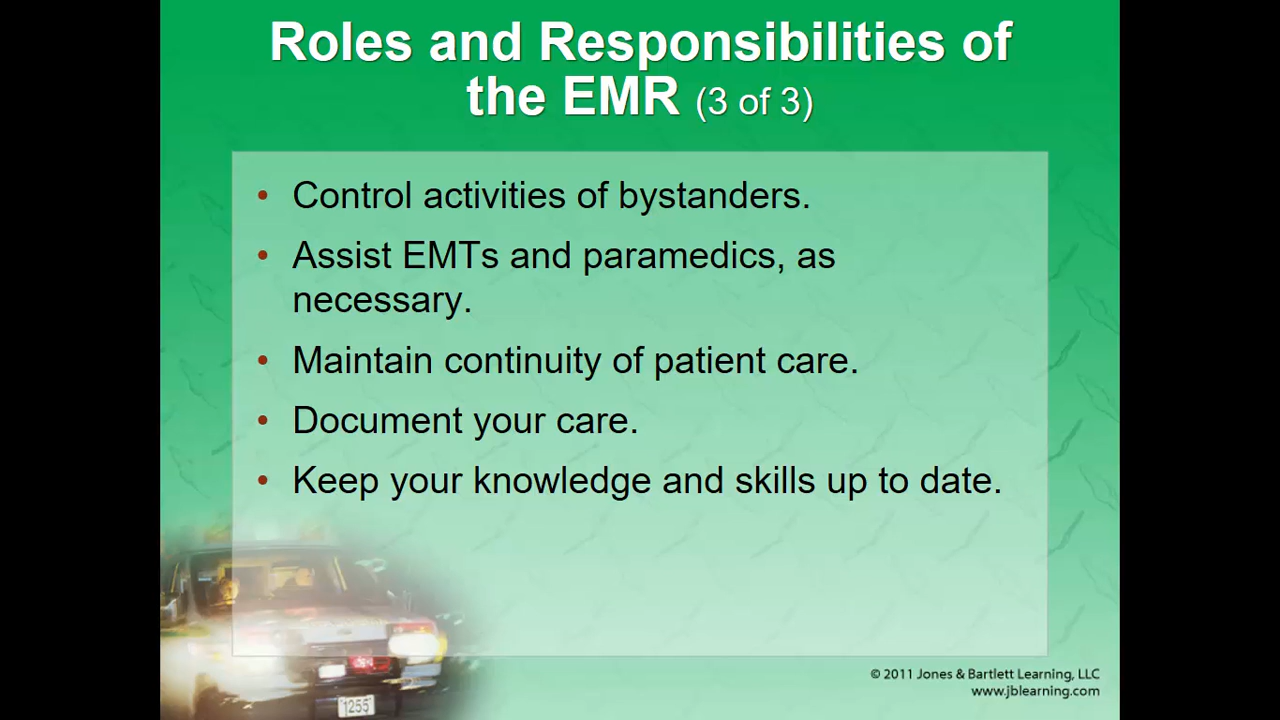 Roles and Responsibilities of
the EMR (3 of 3)
• Control activities of bystanders.
• Assist EMTs and paramedics, as
necessary.
• Maintain continuity of patient care.
• Document your care.
• Keep your knowledge and skills up to date.
1255
© 2011 Jones & Bartlett Learning, LLC
www.jblearning.com